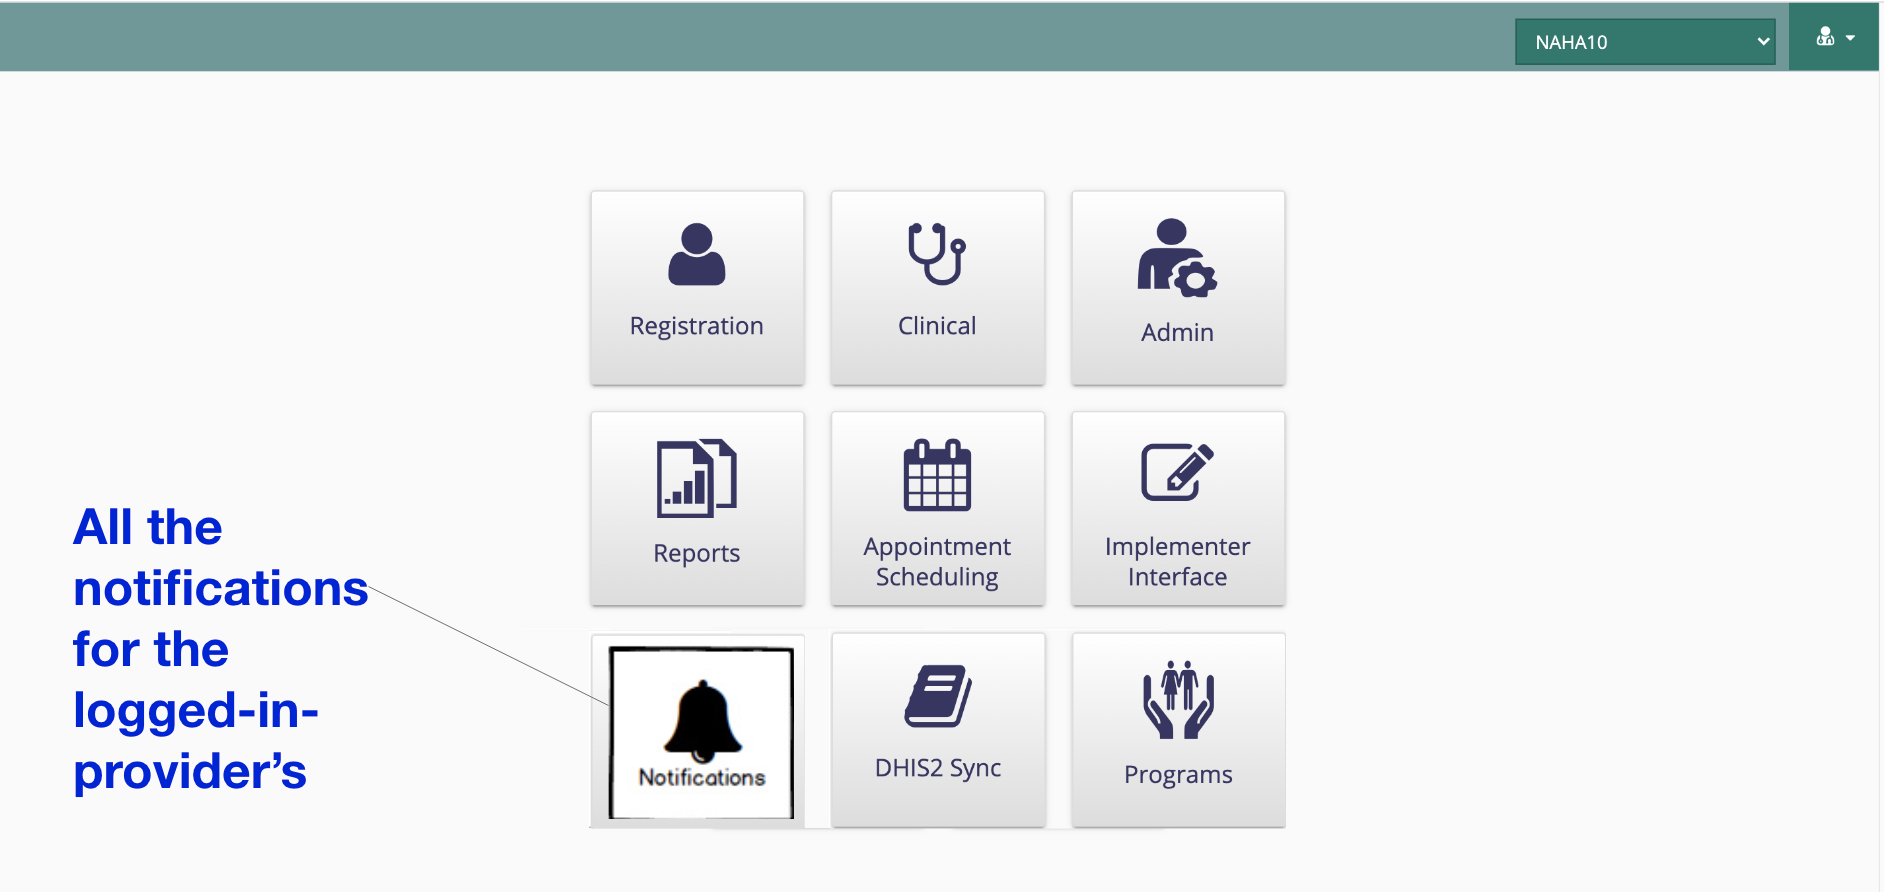 NAHA10
Registration
Clinical
Admin
Reports
Appointment
Scheduling
Implementer
Interface
All the
notifications
for the
logged-in-
provider’s
Notifications
DHIS2 Sync
Programs